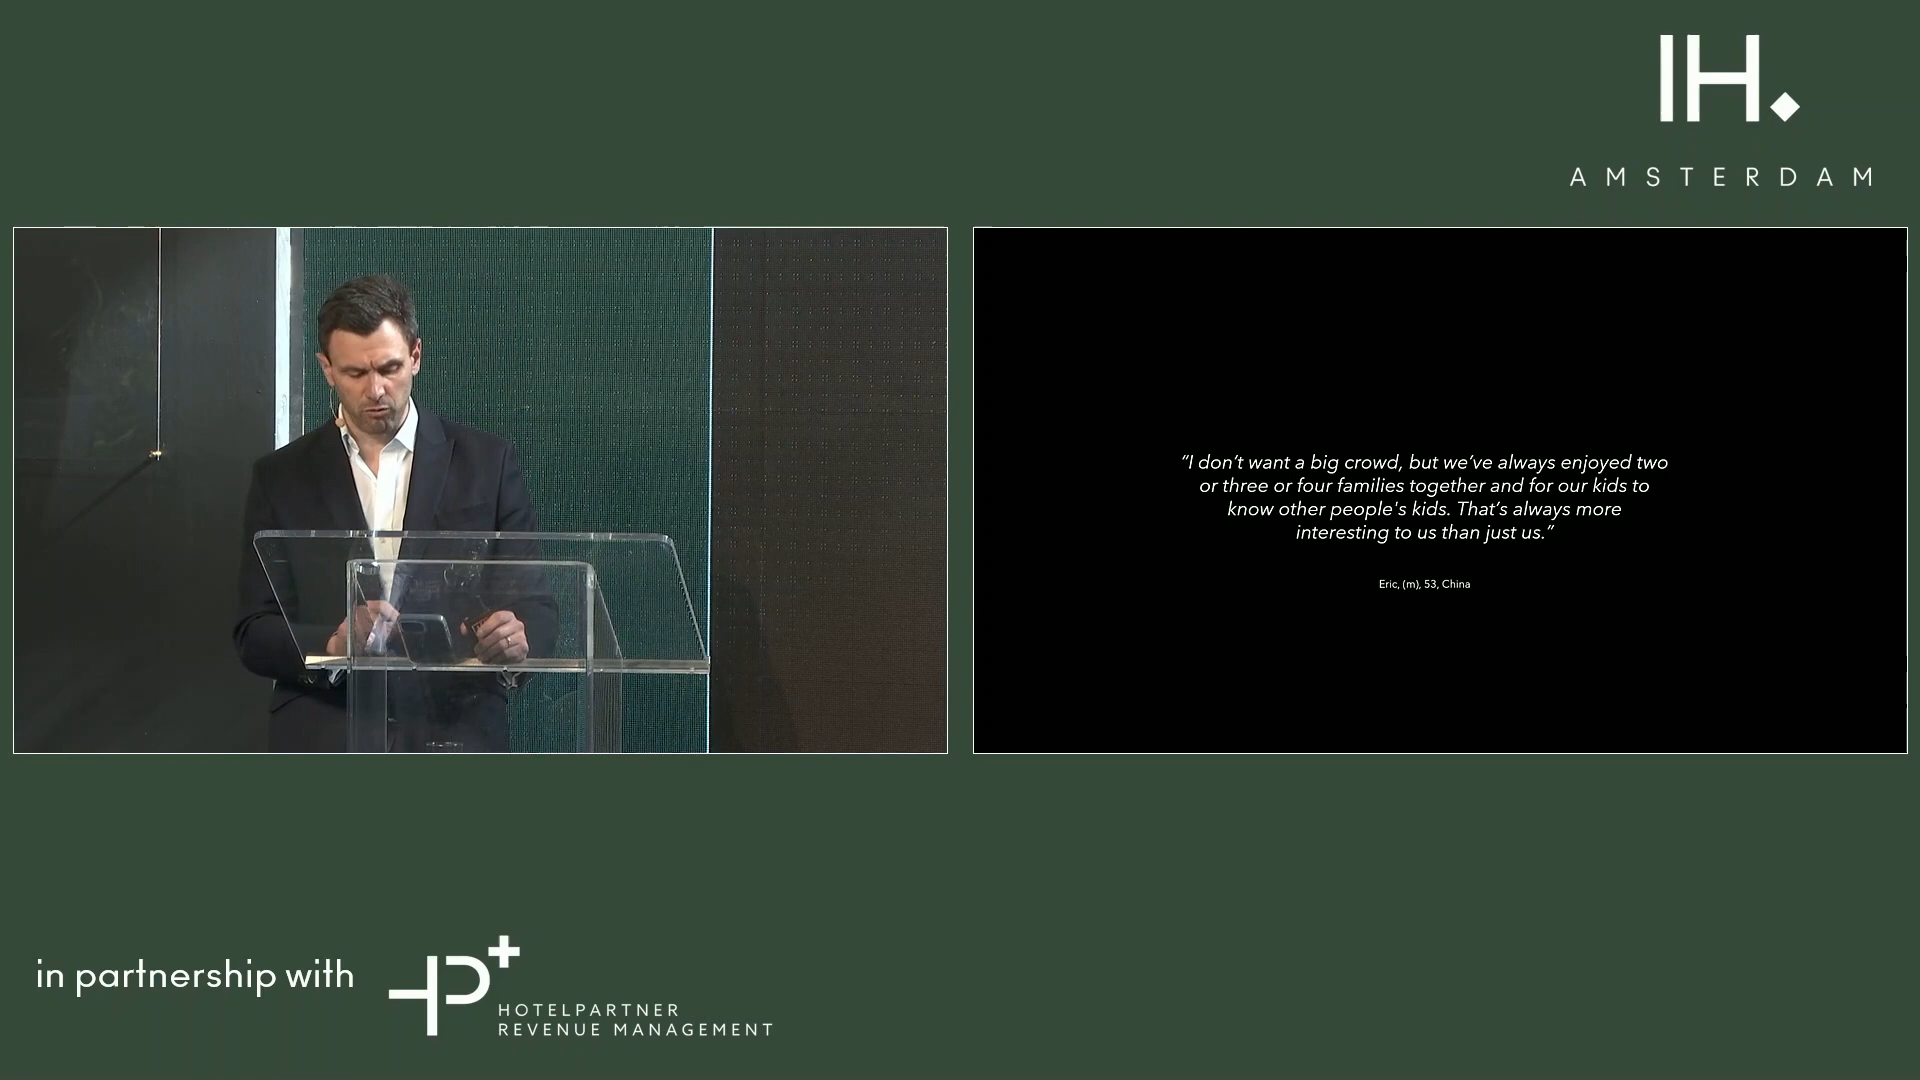 IH.
AMSTERDAM
“I don’t want a big crowd, but we’ve always enjoyed two
or three or four families together and for our kids to
know other people's kids. That’s always more
interesting to us than just us.”
Eric, (m), 53, China
in partnership with
HP+
HOTELPARTNER
REVENUE MANAGEMENT